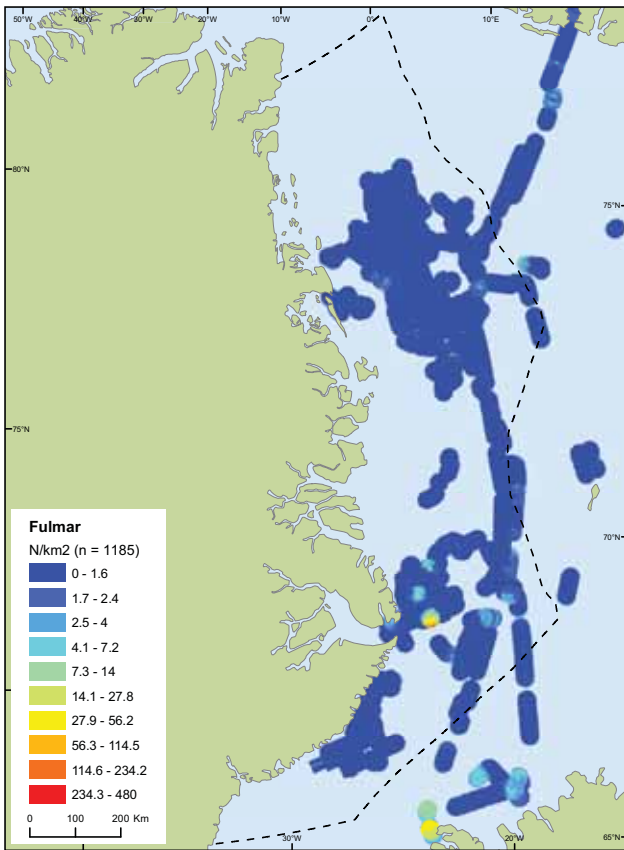 50°W 40°W 30°W 20°W 0° 10°E
80°N
75°N
75°N
70°N
Fulmar
N/km2 (n = 1185)
0 - 1.6
1.7 - 2.4
2.5 - 4
4.1 - 7.2
7.3 - 14
14.1 - 27.8
27.9 - 56.2
56.3 - 114.5
114.6 - 234.2
234.3 - 480
0 100 200 Km
30°W 20°W 65°N